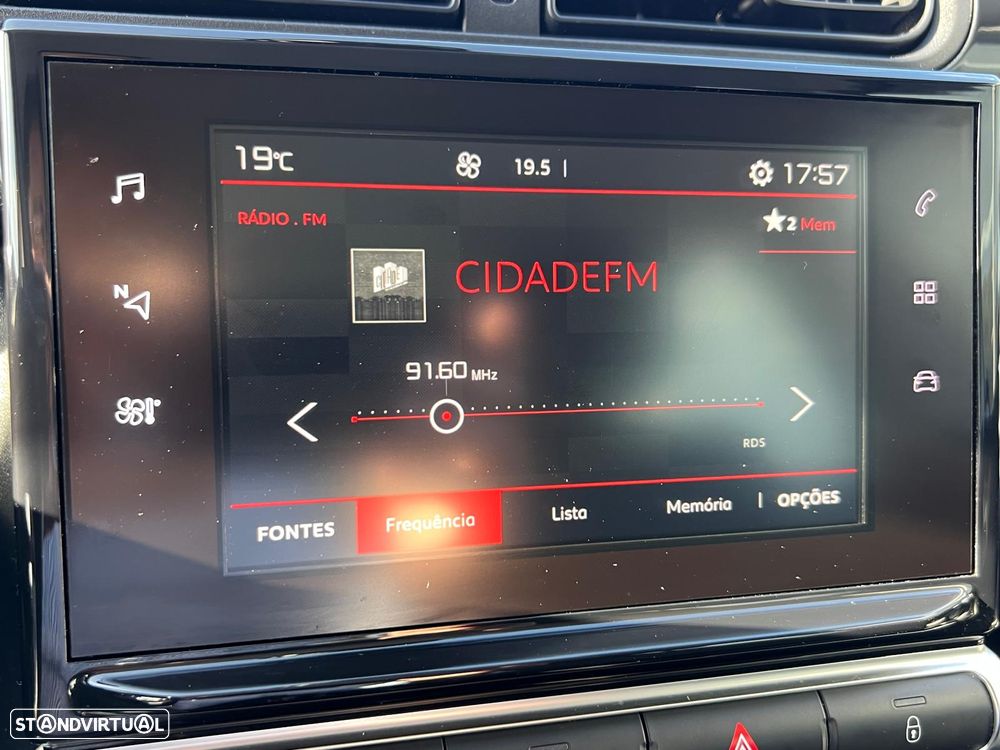 19°C 19.5 | 17:57
RÁDIO . FM 2 Mem
CIDADEFM
91.60 MHz
N
RDS
FONTES Frequência Lista Memória | OPÇÕES
STANDVIRTUAL